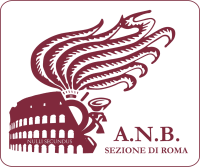 NULLI SECUNDUS
A.N.B.
SEZIONE DI ROMA